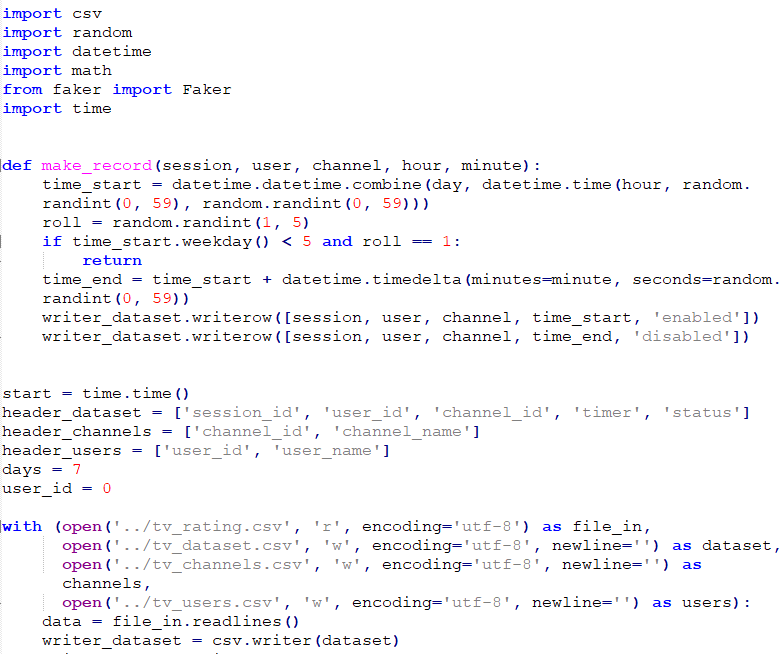 import csv
import random
import datetime
import math
from faker import Faker
import time
def make_record(session, user, channel, hour, minute):
    time_start = datetime.datetime.combine(day, datetime.time(hour, random.
    randint(0, 59), random.randint(0, 59)))
    roll = random.randint(1, 5)
    if time_start.weekday() < 5 and roll == 1:
        return
    time_end = time_start + datetime.timedelta(minutes=minute, seconds=random.
    randint(0, 59))
    writer_dataset.writerow([session, user, channel, time_start, 'enabled'])
    writer_dataset.writerow([session, user, channel, time_end, 'disabled'])
start = time.time()
header_dataset = ['session_id', 'user_id', 'channel_id', 'timer', 'status']
header_channels = ['channel_id', 'channel_name']
header_users = ['user_id', 'user_name']
days = 7
user_id = 0
with (open('../tv_rating.csv', 'r', encoding='utf-8') as file_in,
      open('../tv_dataset.csv', 'w', encoding='utf-8', newline='') as dataset,
      open('../tv_channels.csv', 'w', encoding='utf-8', newline='') as
      channels,
      open('../tv_users.csv', 'w', encoding='utf-8', newline='') as users):
    data = file_in.readlines()
    writer_dataset = csv.writer(dataset)